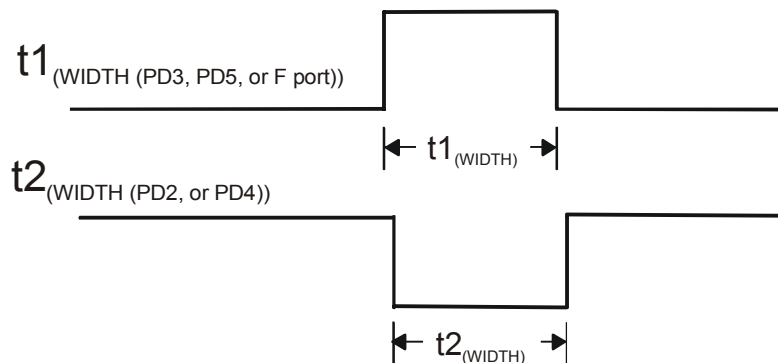 t1(WIDTH (PD3, PD5, or F port))
t1(WIDTH)
t2(WIDTH (PD2, or PD4))
t2(WIDTH)